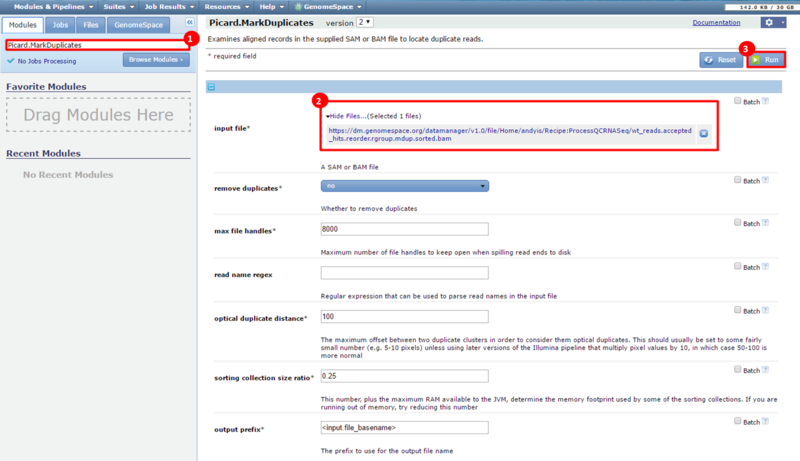 Modules & Pipelines Suites Job Results Resources Help GenomeSpace 142.0 KB / 30 GB
Modules Jobs Files GenomeSpace
1
Picard.MarkDuplicates
No Jobs Processing Browse Modules
Favorite Modules
Drag Modules Here
Recent Modules
No Recent Modules
Picard.MarkDuplicates version 2 Documentation
Examines aligned records in the supplied SAM or BAM file to locate duplicate reads.
* required field
3
Reset Run
2
Batch ?
Hide Files...(Selected 1 files)
input file*
https://dm.genomespace.org/datamanager/v1.0/file/Home/andyis/Recipe:ProcessQCRNASeq/wt_reads.accepted
_hits.reorder.rgroup.mdup.sorted.bam
A SAM or BAM file
remove duplicates* no Batch ?
Whether to remove duplicates
max file handles* 8000 Batch ?
Maximum number of file handles to keep open when spilling read ends to disk
read name regex Batch ?
Regular expression that can be used to parse read names in the input file
optical duplicate distance* 100 Batch ?
The maximum offset between two duplicate clusters in order to consider them optical duplicates. This should usually be set to some fairly
small number (e.g. 5-10 pixels) unless using later versions of the Illumina pipeline that multiply pixel values by 10, in which case 50-100 is
more normal
sorting collection size ratio* 0.25 Batch ?
This number, plus the maximum RAM available to the JVM, determine the memory footprint used by some of the sorting collections. If you are
running out of memory, try reducing this number
output prefix* <input.file_basename> Batch ?
The prefix to use for the output file name